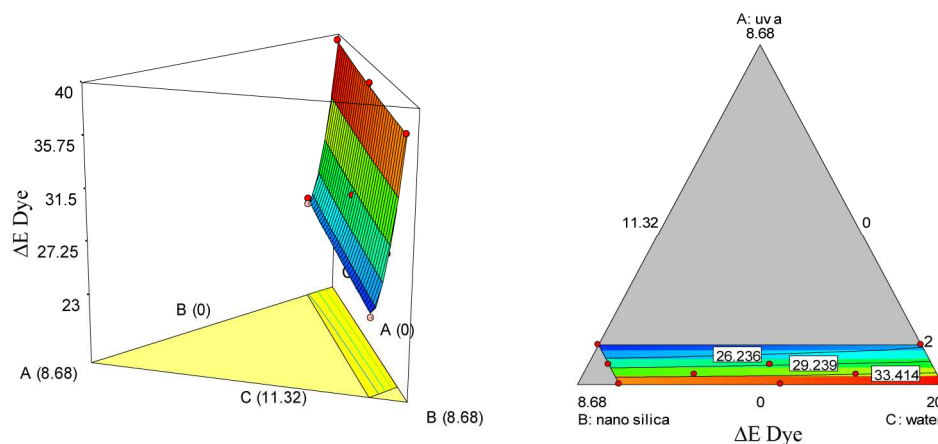 40
35.75
31.5
27.25
23
ΔE Dye
B (0)
A (0)
A (8.68)
C (11.32)
B (8.68)
A: uva
8.68
11.32
0
2
26.236
29.239
33.414
8.68
0
20
B: nano silica
C: water
ΔE Dye